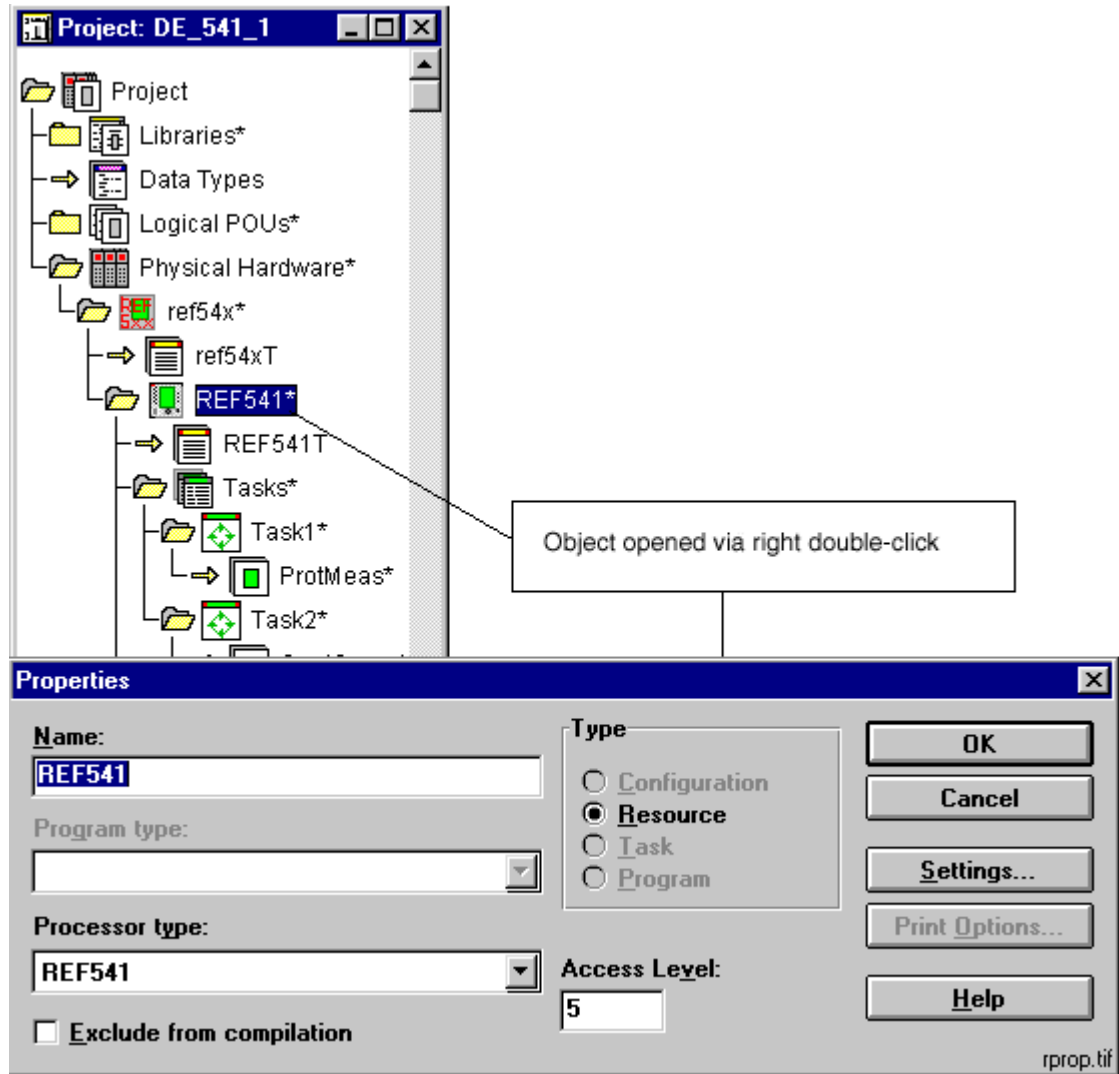 Project: DE_541_1
Project
Libraries*
Data Types
Logical POUs*
Physical Hardware*
ref54x*
ref54xT
REF541*
REF541T
Tasks*
Task1*
ProtMeas*
Task2*
Object opened via right double-click
Properties
Name:
REF541
Program type:
Processor type:
REF541
Exclude from compilation
Type
Configuration
Resource
Task
Program
Access Level:
5
OK
Cancel
Settings...
Print Options...
Help
rprop.tif